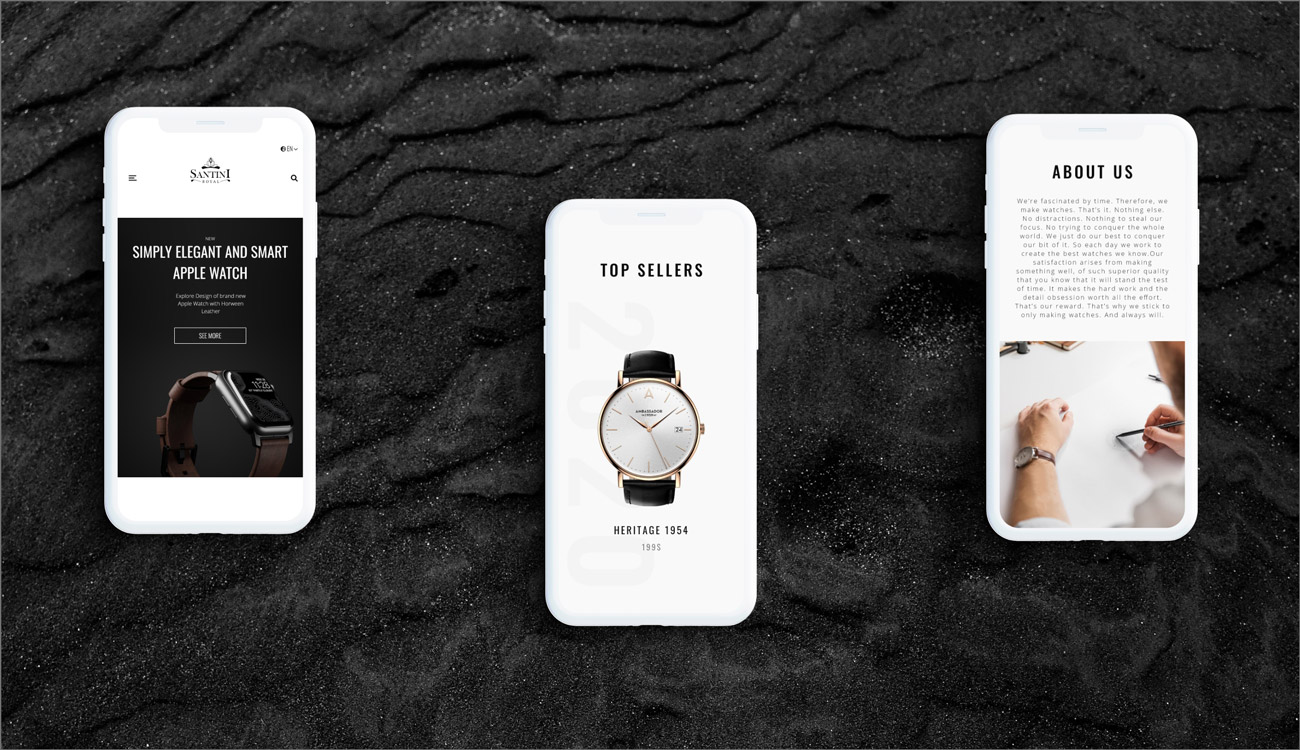 EN
SANTINI
ROYAL
NEW
SIMPLY ELEGANT AND SMART
APPLE WATCH
Explore Design of brand new
Apple Watch with Horween
Leather
SEE MORE
TOP SELLERS
2020
AMBASSADOR
24
HERITAGE 1954
199$
ABOUT US
We're fascinated by time. Therefore, we
make watches. That's it. Nothing else.
No distractions. Nothing to steal our
focus. No trying to conquer the whole
world. We just do our best to conquer
our bit of it. So each day we work to
create the best watches we know.Our
satisfaction arises from making
something well, of such superior quality
that you know that it will stand the test
of time. It makes the hard work and the
detail obsession worth all the effort.
That's our reward. That's why we stick to
only making watches. And always will.